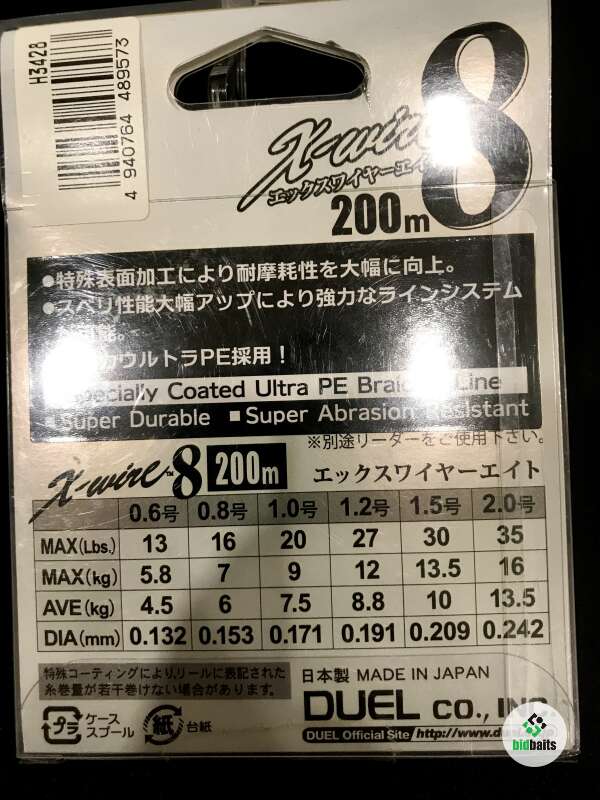 H3428
4 940764 489573
X-wire 8
エックスワイヤーエイト
200m
●特殊表面加工により耐摩耗性を大幅に向上。
●スベリ性能大幅アップにより強力なラインシステム
ウルトラPE採用！
Specially Coated Ultra PE Braided Line
■Super Durable ■Super Abrasion Resistant
※別途リーダーをご使用下さい。
X-wire™8 200m エックスワイヤーエイト
0.6号 0.8号 1.0号 1.2号 1.5号 2.0号
MAX(Lbs.) 13 16 20 27 30 35
MAX(kg) 5.8 7 9 12 13.5 16
AVE(kg) 4.5 6 7.5 8.8 10 13.5
DIA(mm) 0.132 0.153 0.171 0.191 0.209 0.242
特殊コーティングにより、リールに表記された
糸巻量が若干巻けない場合があります。
日本製 MADE IN JAPAN
DUEL CO., INC.
プラ ケース スプール 紙 台紙
DUEL Official Site http://www.du
bidbaits